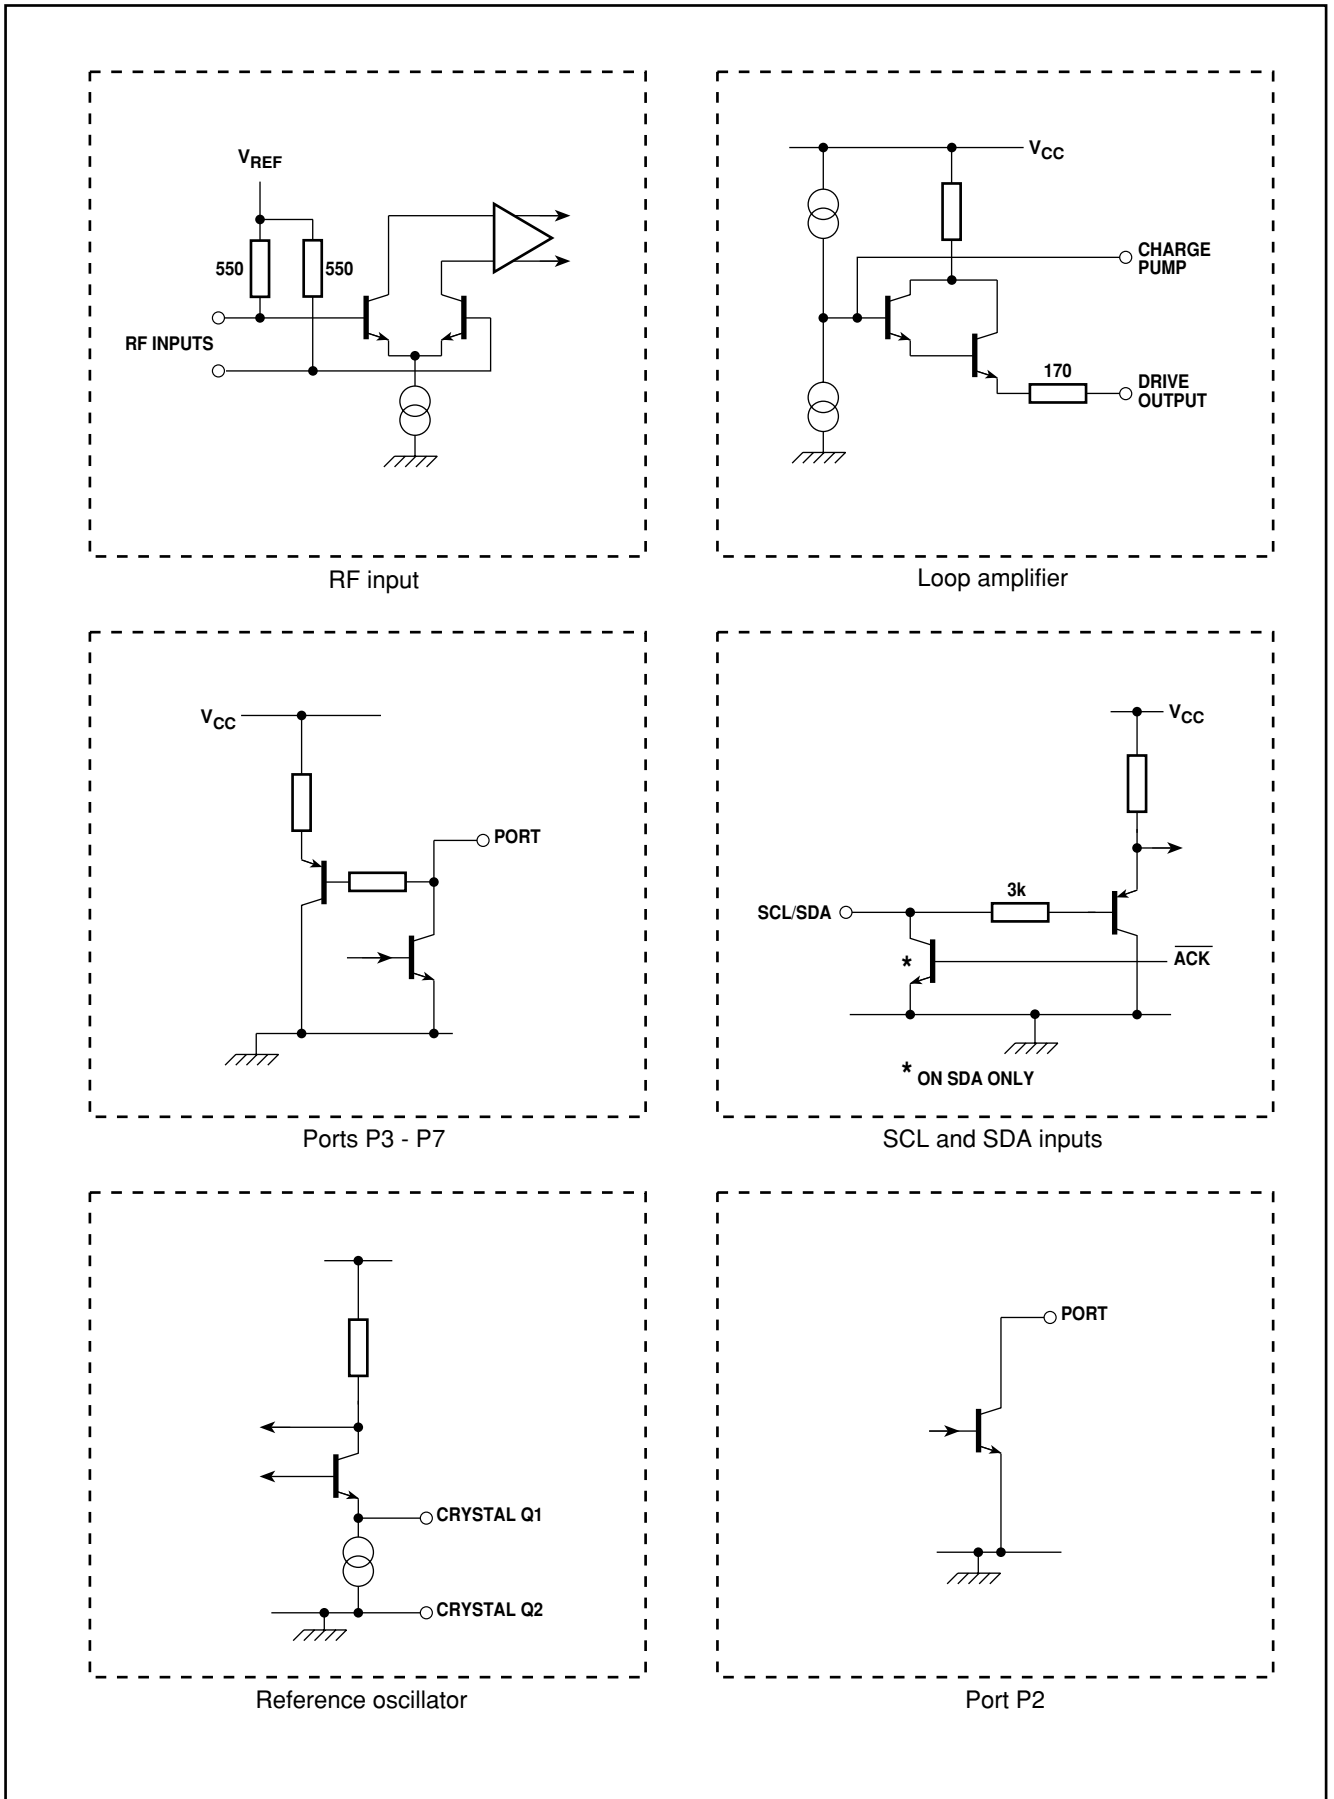 VREF
550
550
RF INPUTS
RF input
VCC
CHARGE
PUMP
170
DRIVE
OUTPUT
Loop amplifier
VCC
PORT
Ports P3 - P7
VCC
3k
SCL/SDA
*
ACK
* ON SDA ONLY
SCL and SDA inputs
CRYSTAL Q1
CRYSTAL Q2
Reference oscillator
PORT
Port P2